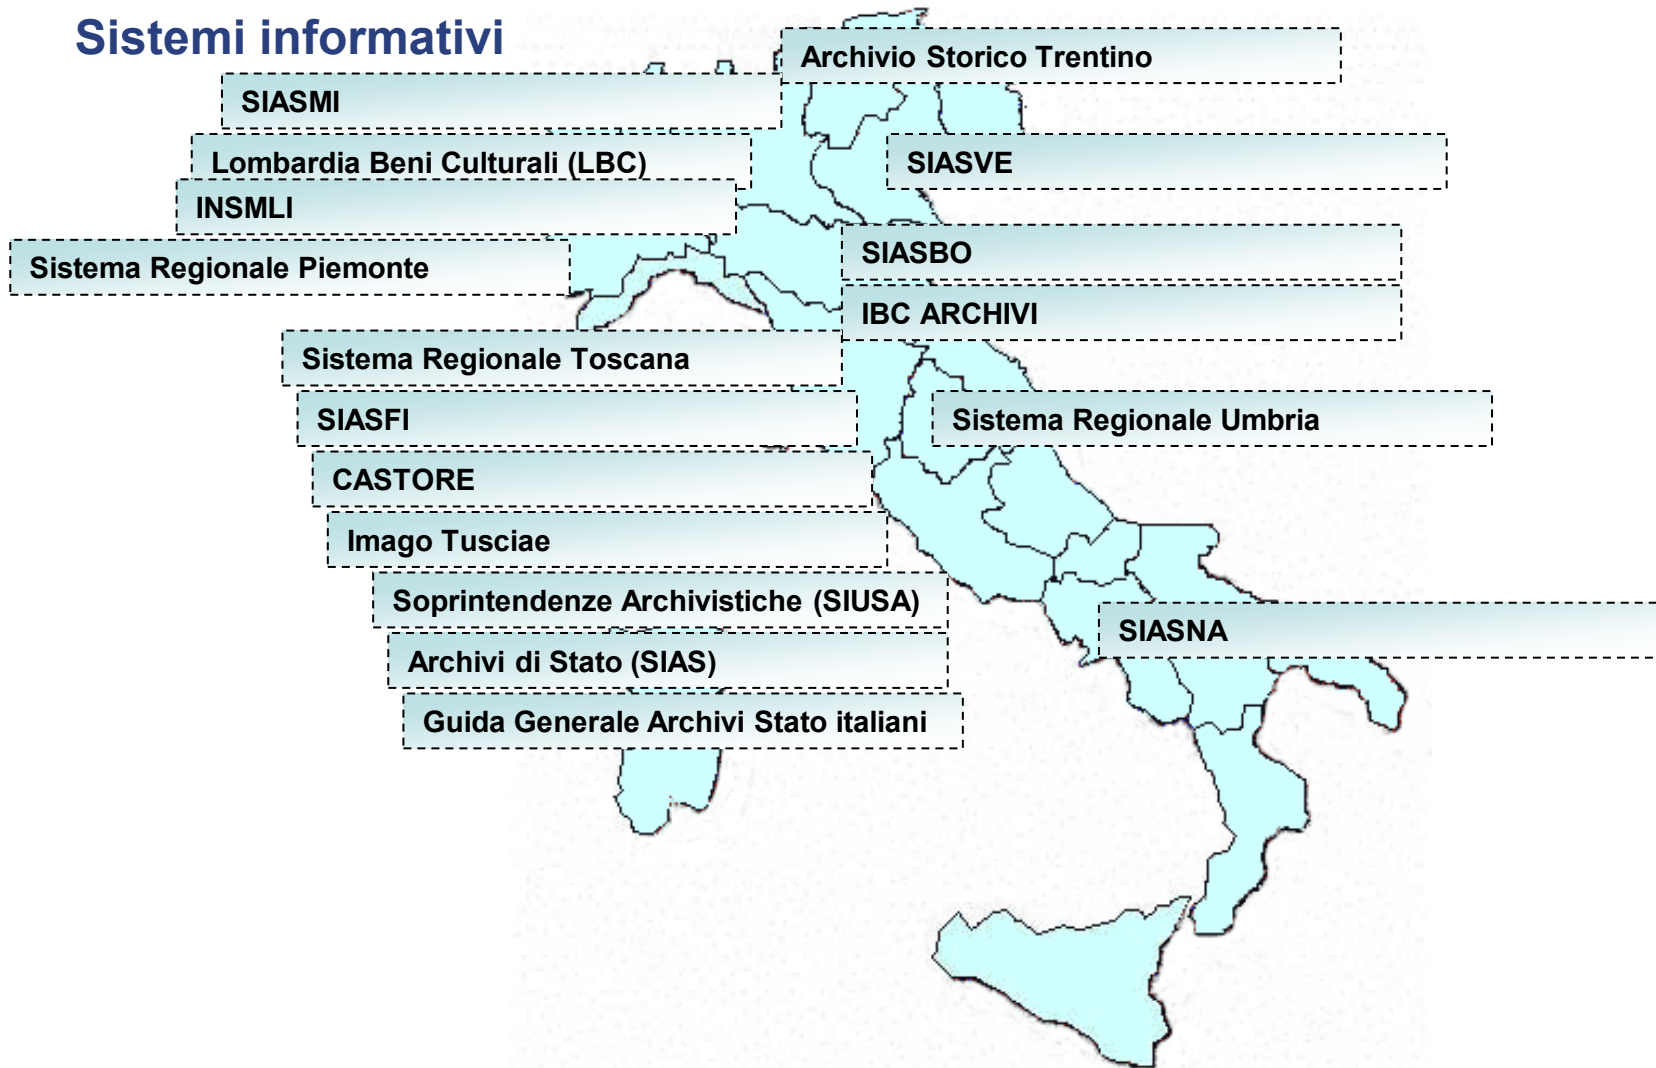 Sistemi informativi
Archivio Storico Trentino
SIASMI
Lombardia Beni Culturali (LBC)
SIASVE
INSMLI
SIASBO
Sistema Regionale Piemonte
IBC ARCHIVI
Sistema Regionale Toscana
SIASFI
Sistema Regionale Umbria
CASTORE
Imago Tusciae
Soprintendenze Archivistiche (SIUSA)
SIASNA
Archivi di Stato (SIAS)
Guida Generale Archivi Stato italiani